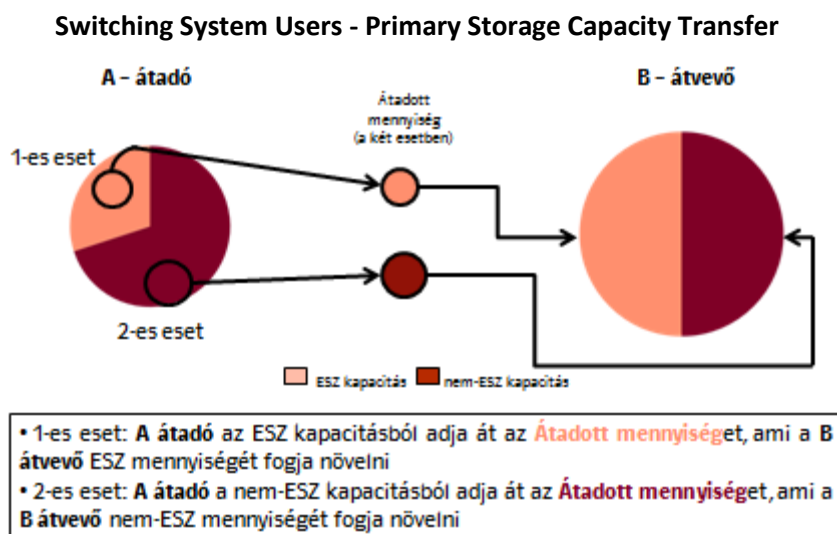 Switching System Users - Primary Storage Capacity Transfer
A – átadó
B – átvevő
Átadott
mennyiség
(a két esetben)
1-es eset
2-es eset
ESZ kapacitás
nem-ESZ kapacitás
• 1-es eset: A átadó az ESZ kapacitásból adja át az Átadott mennyiséget, ami a B
átvevő ESZ mennyiségét fogja növelni
• 2-es eset: A átadó a nem-ESZ kapacitásból adja át az Átadott mennyiséget, ami a
B átvevő nem-ESZ mennyiségét fogja növelni